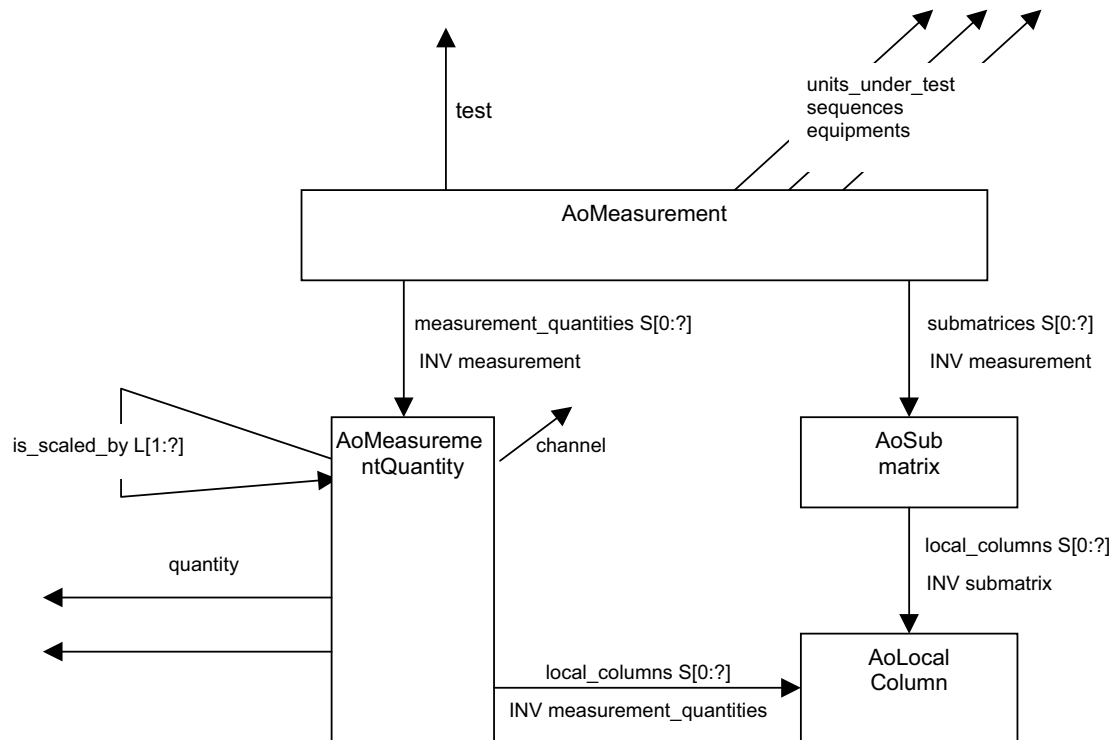 units_under_test
sequences
equipments
test
AoMeasurement
measurement_quantities S[0:?]
INV measurement
submatrices S[0:?]
INV measurement
is_scaled_by L[1:?]
AoMeasureme
ntQuantity
channel
AoSub
matrix
quantity
local_columns S[0:?]
INV submatrix
local_columns S[0:?]
INV measurement_quantities
AoLocal
Column